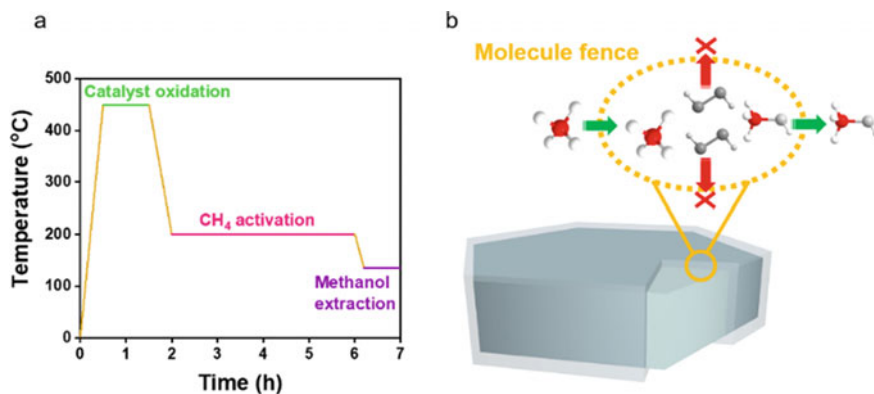 a
Temperature (°C)
500
400
300
200
100
0
Catalyst oxidation
CH₄ activation
Methanol
extraction
0 1 2 3 4 5 6 7
Time (h)
b
Molecule fence